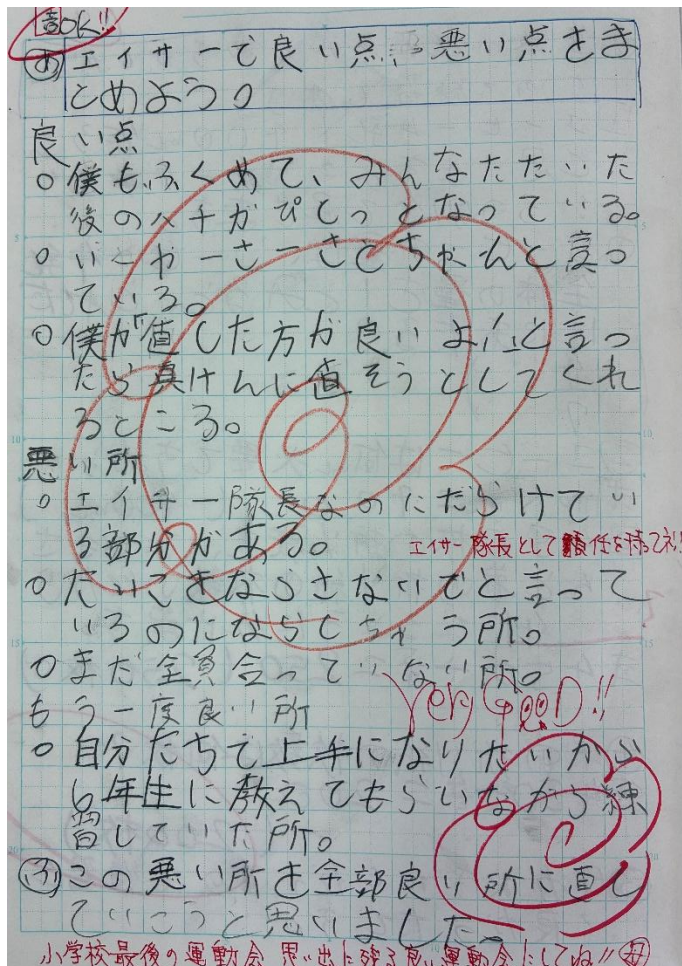 音OK!!
め エイサーで良い点、悪い点をま
とめよう。
良い点
○僕もふくめて、みんなたたいた
後のバチがぴとっとなっている。
○いーやーさーさとちゃんと言っ
ている。
○僕が「値した方が良いよ」と言っ
たら真けんに直そうとしてくれ
るところ。
悪い所
○エイサー隊長なのにだらけてい
る部分がある。
エイサー隊長として責任を持ってネ!!
○たいこをならさないでと言って
いるのにならしちゃう所。
○まだ全員合っていない所。
Very GooD!!
もう一度良い所
○自分たちで上手になりたいから
6年生に教えてもらいながら練
習していた所。
ふ この悪い所を全部良い所に直し
ていこうと思いました。
小学校最後の運動会 思い出に残る良い運動会にしてね!! 母